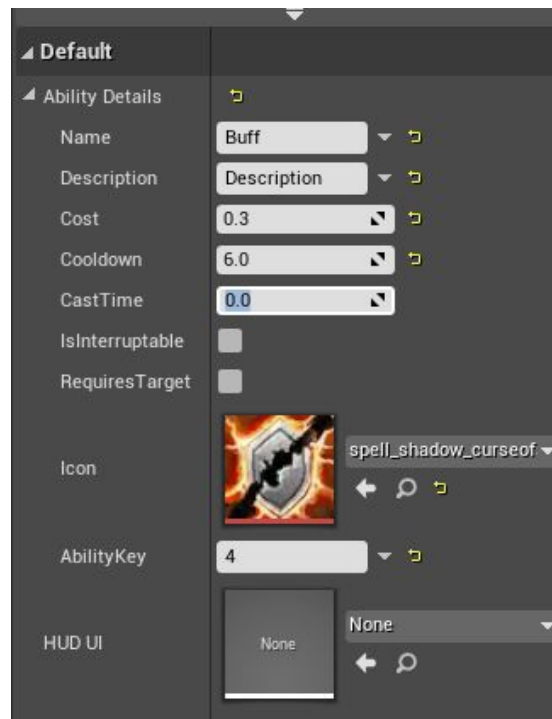 Default
Ability Details
Name Buff
Description Description
Cost 0.3
Cooldown 6.0
CastTime 0.0
IsInterruptable
RequiresTarget
Icon spell_shadow_curseof
AbilityKey 4
HUD UI None None